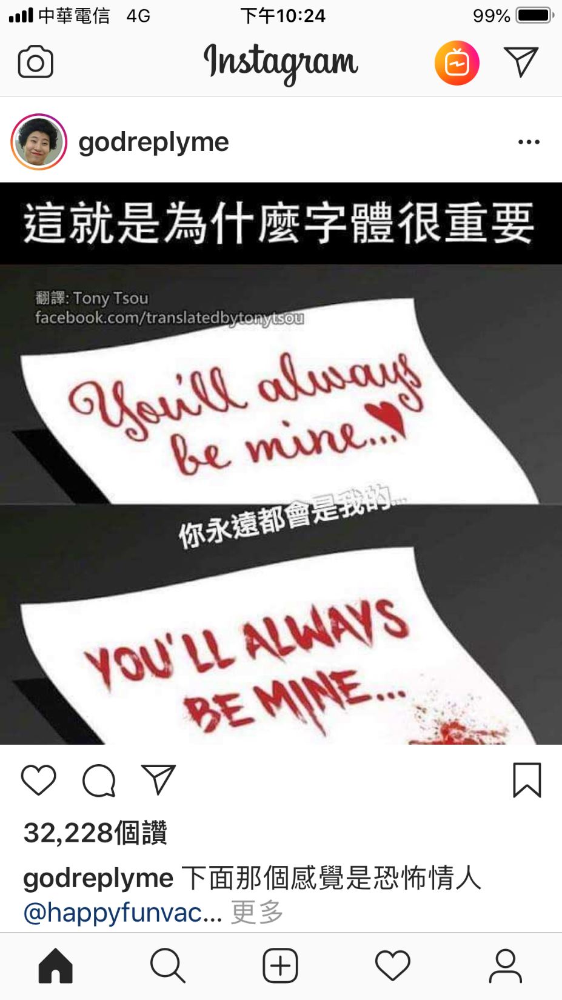 中華電信 4G 下午10:24 99%
Instagram
godreplyme
這就是為什麼字體很重要
翻譯: Tony Tsou
facebook.com/translatedbytonytsou
You'll always
be mine...
你永遠都會是我的...
YOU'LL ALWAYS
BE MINE...
32,228個讚
godreplyme 下面那個感覺是恐怖情人
@happyfunvac... 更多